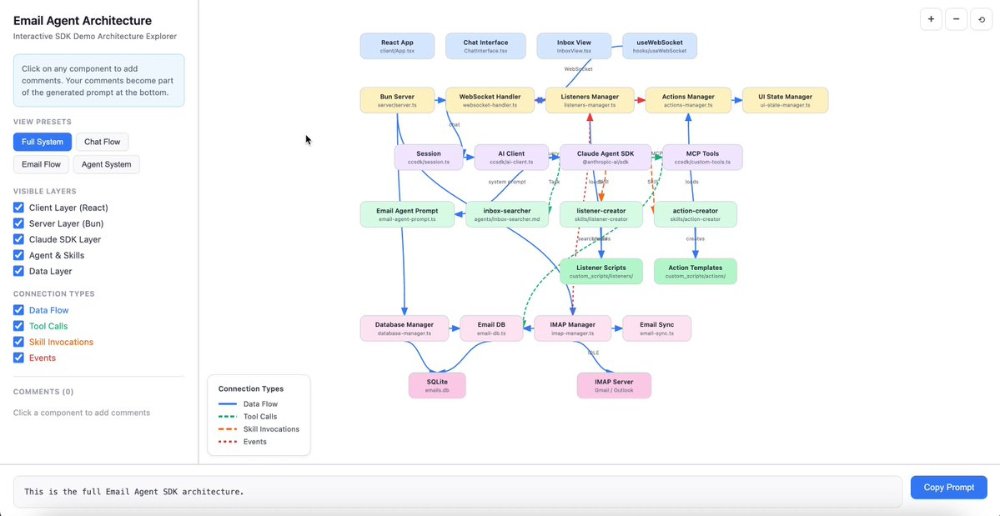 Email Agent Architecture
Interactive SDK Demo Architecture Explorer
Click on any component to add
comments. Your comments become part
of the generated prompt at the bottom.
VIEW PRESETS
Full System
Chat Flow
Email Flow
Agent System
VISIBLE LAYERS
Client Layer (React)
Server Layer (Bun)
Claude SDK Layer
Agent & Skills
Data Layer
CONNECTION TYPES
Data Flow
Tool Calls
Skill Invocations
Events
COMMENTS (0)
Click a component to add comments
+
−
React App
client/App.tsx
Chat Interface
ChatInterface.tsx
Inbox View
InboxView.tsx
useWebSocket
hooks/useWebSocket
WebSocket
Bun Server
server/server.ts
WebSocket Handler
websocket-handler.ts
Listeners Manager
listeners-manager.ts
Actions Manager
actions-manager.ts
UI State Manager
ui-state-manager.ts
chat
Session
ccsdk/session.ts
AI Client
ccsdk/ai-client.ts
Claude Agent SDK
@anthropic-ai/sdk
MCP
MCP Tools
ccsdk/custom-tools.ts
system prompt
Task
Skill
Skill
loads
Email Agent Prompt
email-agent-prompt.ts
inbox-searcher
agents/inbox-searcher.md
listener-creator
skills/listener-creator
action-creator
skills/action-creator
creates
Listener Scripts
custom_scripts/listeners/
Action Templates
custom_scripts/actions/
Database Manager
database-manager.ts
Email DB
email-db.ts
IMAP Manager
imap-manager.ts
Email Sync
email-sync.ts
IDLE
SQLite
emails.db
IMAP Server
Gmail / Outlook
Connection Types
Data Flow
Tool Calls
Skill Invocations
Events
This is the full Email Agent SDK architecture.
Copy Prompt